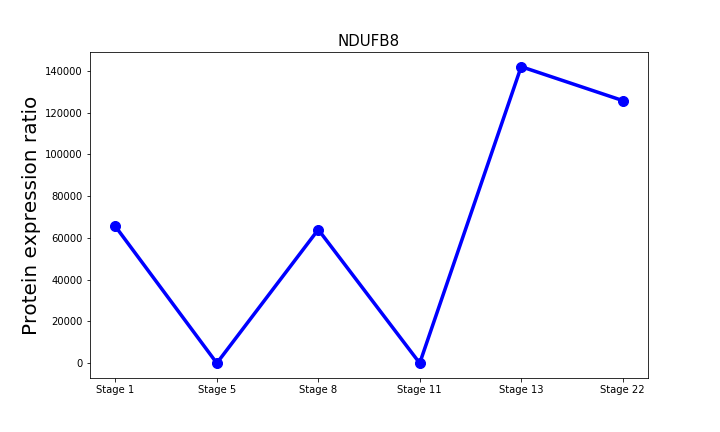 NDUFB8
Protein expression ratio
140000
120000
100000
80000
60000
40000
20000
0
Stage 1 Stage 5 Stage 8 Stage 11 Stage 13 Stage 22